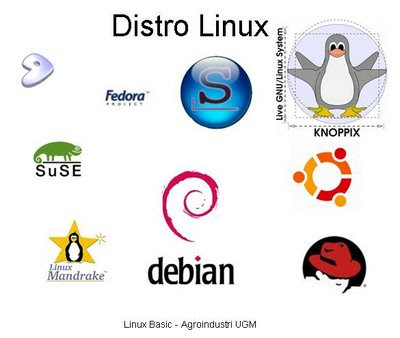 Distro Linux
Fedora
PROJECT
S
Live GNU/Linux System
KNOPPIX
SuSE
Linux
Mandrake
debian
Linux Basic - Agroindustri UGM